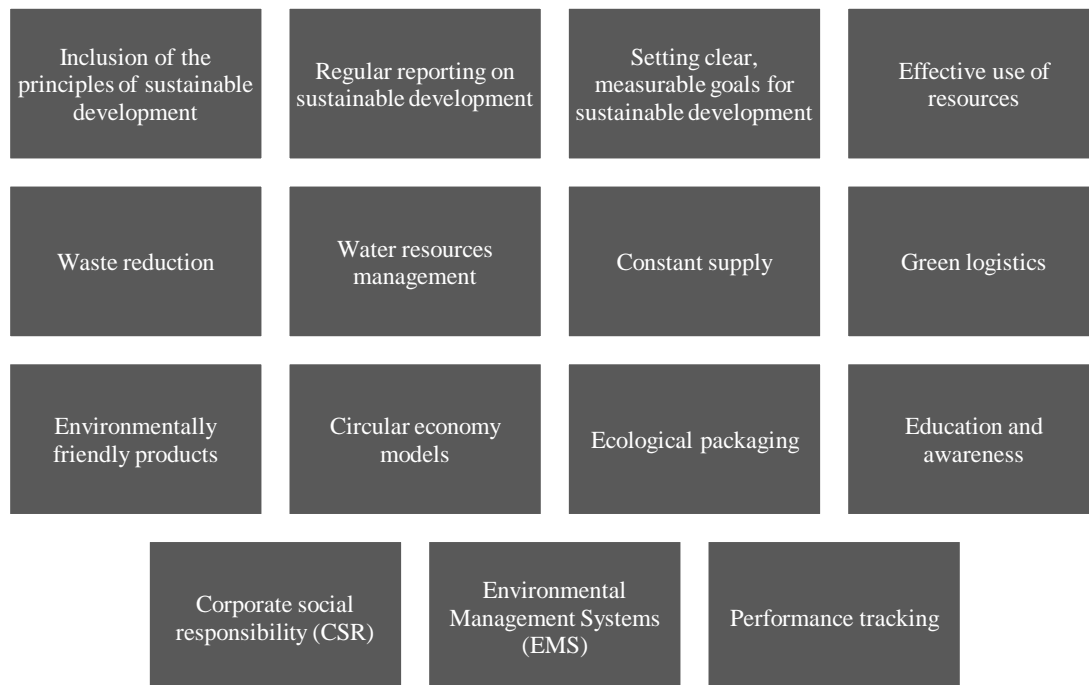 Inclusion of the
principles of sustainable
development
Regular reporting on
sustainable development
Setting clear,
measurable goals for
sustainable development
Effective use of
resources
Waste reduction
Water resources
management
Constant supply
Green logistics
Environmentally
friendly products
Circular economy
models
Ecological packaging
Education and
awareness
Corporate social
responsibility (CSR)
Environmental
Management Systems
(EMS)
Performance tracking